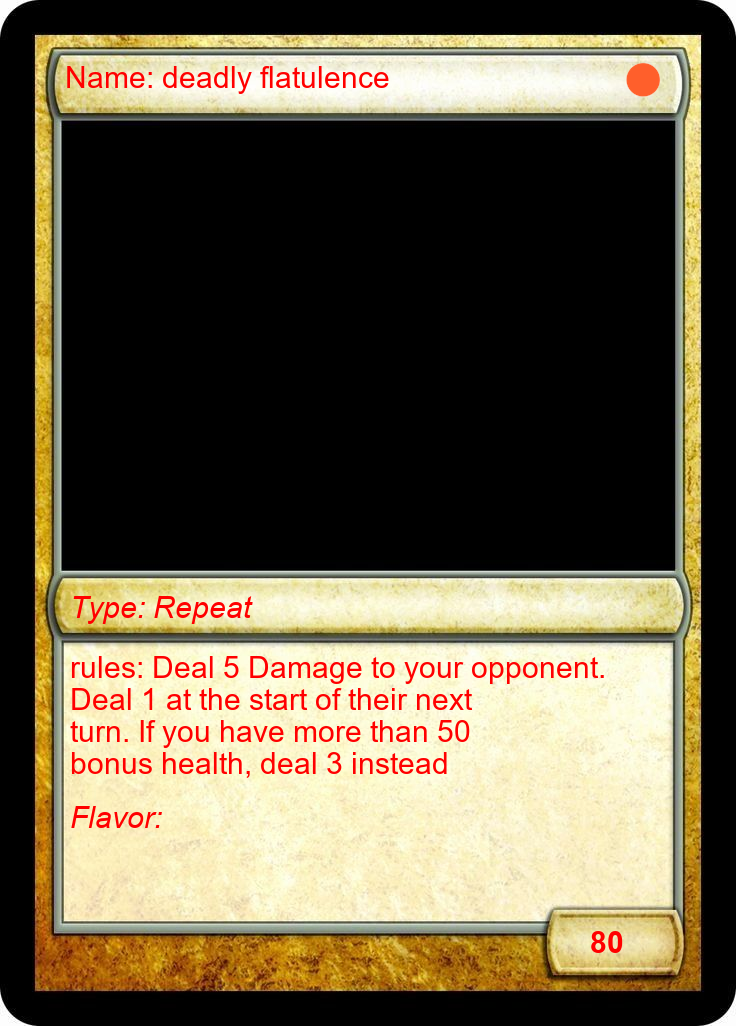 Name: deadly flatulence
Type: Repeat
rules: Deal 5 Damage to your opponent.
Deal 1 at the start of their next
turn. If you have more than 50
bonus health, deal 3 instead
Flavor:
80